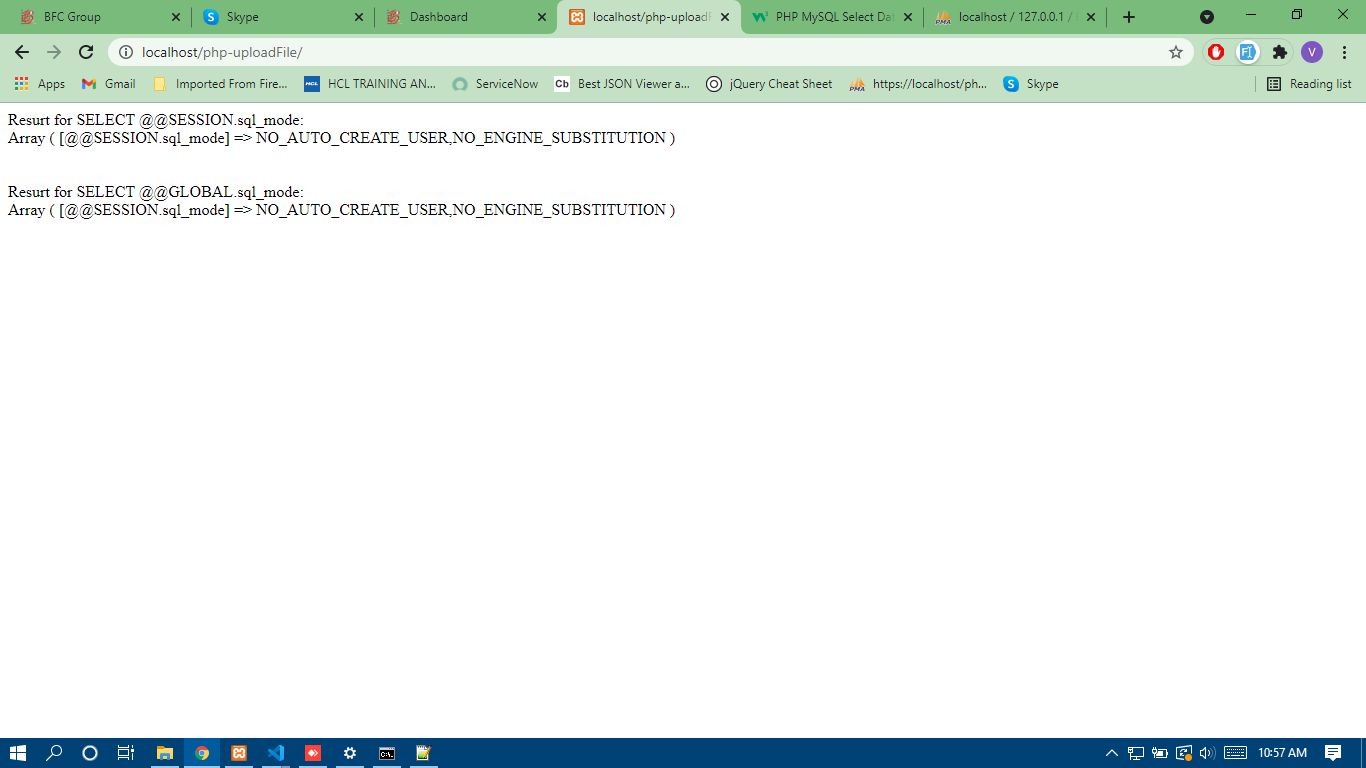 BFC Group
Skype
Dashboard
localhost/php-uploadF
PHP MySQL Select Dat
localhost / 127.0.0.1 /
localhost/php-uploadFile/
V
Apps
Gmail
Imported From Fire...
HCL HCL TRAINING AN...
ServiceNow
Cb Best JSON Viewer a...
jQuery Cheat Sheet
PMA https://localhost/ph...
Skype
Reading list
Resurt for SELECT @@SESSION.sql_mode:
Array ( [@@SESSION.sql_mode] => NO_AUTO_CREATE_USER,NO_ENGINE_SUBSTITUTION )
Resurt for SELECT @@GLOBAL.sql_mode:
Array ( [@@SESSION.sql_mode] => NO_AUTO_CREATE_USER,NO_ENGINE_SUBSTITUTION )
10:57 AM